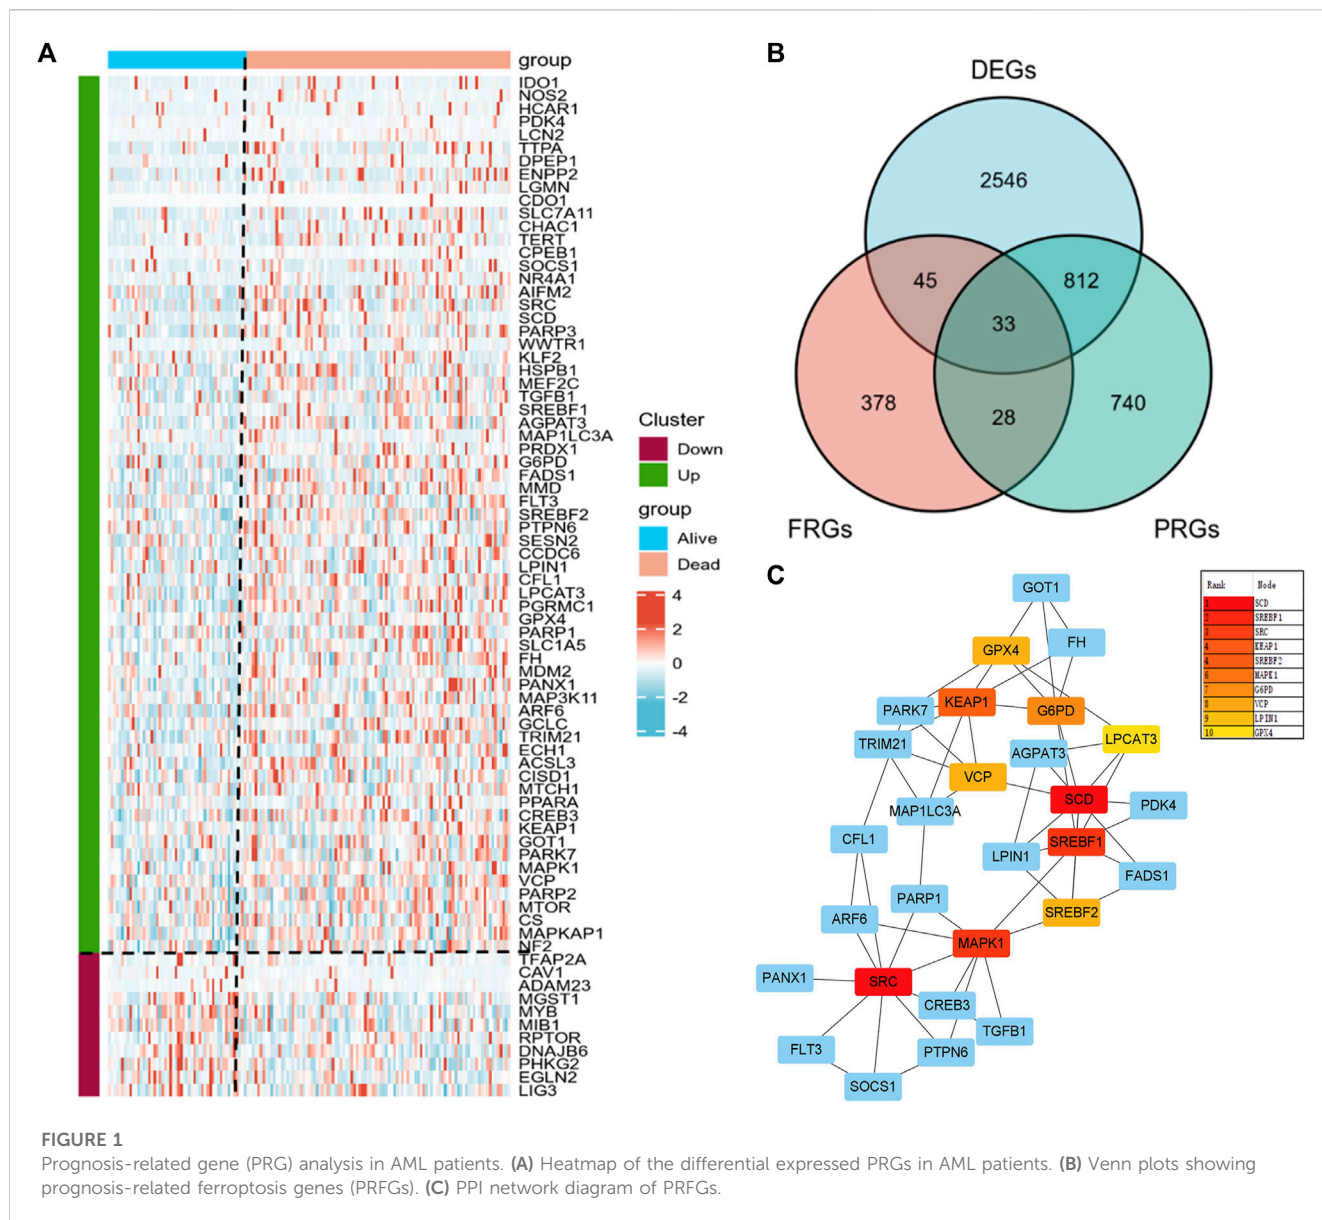 A
group
IDO1
NOS2
HCAR1
PDK4
LCN2
TTPA
DPEP1
ENPP2
LGMN
CDO1
SLC7A11
CHAC1
TERT
CPEB1
SOCS1
NR4A1
AIFM2
SRC
SCD
PARP3
WWTR1
KLF2
HSPB1
MEF2C
TGFB1
SREBF1
AGPAT3
MAP1LC3A
PRDX1
G6PD
FADS1
MMD
FLT3
SREBF2
PTPN6
SESN2
CCDC6
LPIN1
CFL1
LPCAT3
PGRMC1
GPX4
PARP1
SLC1A5
FH
MDM2
PANX1
MAP3K11
ARF6
GCLC
TRIM21
ECH1
ACSL3
CISD1
MTCH1
PPARA
CREB3
KEAP1
GOT1
PARK7
MAPK1
VCP
PARP2
MTOR
CS
MAPKAP1
NF2
TFAP2A
CAV1
ADAM23
MGST1
MYB
MIB1
RPTOR
DNAJB6
PHKG2
EGLN2
LIG3
Cluster
Down
Up
group
Alive
Dead
4
2
0
-2
-4
B
DEGs
2546
45
812
33
378
28
740
FRGs
PRGs
C
GOT1
GPX4
FH
PARK7
KEAP1
G6PD
TRIM21
AGPAT3
LPCAT3
VCP
MAP1LC3A
SCD
PDK4
CFL1
LPIN1
SREBF1
FADS1
PARP1
ARF6
SREBF2
MAPK1
PANX1
SRC
CREB3
TGFB1
FLT3
PTPN6
SOCS1
Rank Node
1 SCD
2 SREBF1
3 SRC
4 KEAP1
4 SREBF2
6 MAPK1
7 G6PD
8 VCP
9 LPIN1
10 GPX4
FIGURE 1
Prognosis-related gene (PRG) analysis in AML patients. (A) Heatmap of the differential expressed PRGs in AML patients. (B) Venn plots showing
prognosis-related ferroptosis genes (PRFGs). (C) PPI network diagram of PRFGs.